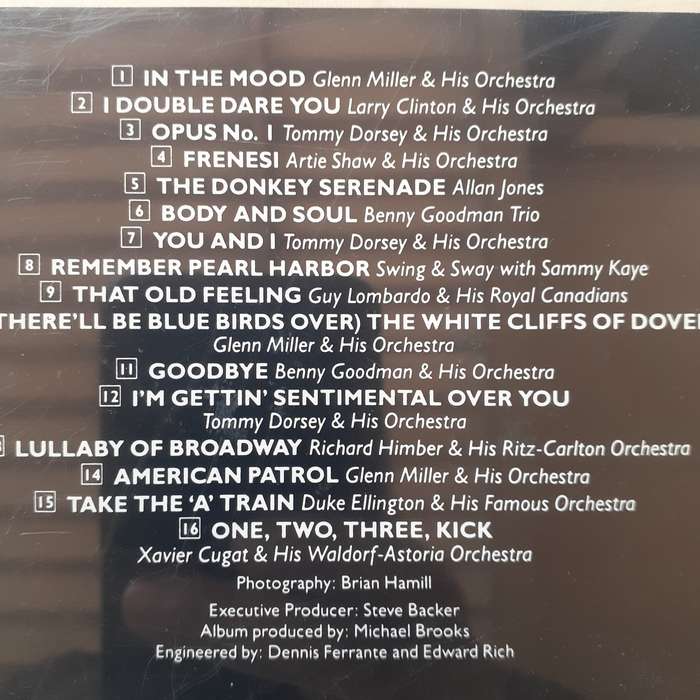 1 IN THE MOOD Glenn Miller & His Orchestra
2 I DOUBLE DARE YOU Larry Clinton & His Orchestra
3 OPUS No. 1 Tommy Dorsey & His Orchestra
4 FRENESI Artie Shaw & His Orchestra
5 THE DONKEY SERENADE Allan Jones
6 BODY AND SOUL Benny Goodman Trio
7 YOU AND I Tommy Dorsey & His Orchestra
8 REMEMBER PEARL HARBOR Swing & Sway with Sammy Kaye
9 THAT OLD FEELING Guy Lombardo & His Royal Canadians
THERE'LL BE BLUE BIRDS OVER) THE WHITE CLIFFS OF DOVE
Glenn Miller & His Orchestra
11 GOODBYE Benny Goodman & His Orchestra
12 I'M GETTIN' SENTIMENTAL OVER YOU
Tommy Dorsey & His Orchestra
3 LULLABY OF BROADWAY Richard Himber & His Ritz-Carlton Orchestra
14 AMERICAN PATROL Glenn Miller & His Orchestra
15 TAKE THE 'A' TRAIN Duke Ellington & His Famous Orchestra
16 ONE, TWO, THREE, KICK
Xavier Cugat & His Waldorf-Astoria Orchestra
Photography: Brian Hamill
Executive Producer: Steve Backer
Album produced by: Michael Brooks
Engineered by: Dennis Ferrante and Edward Rich